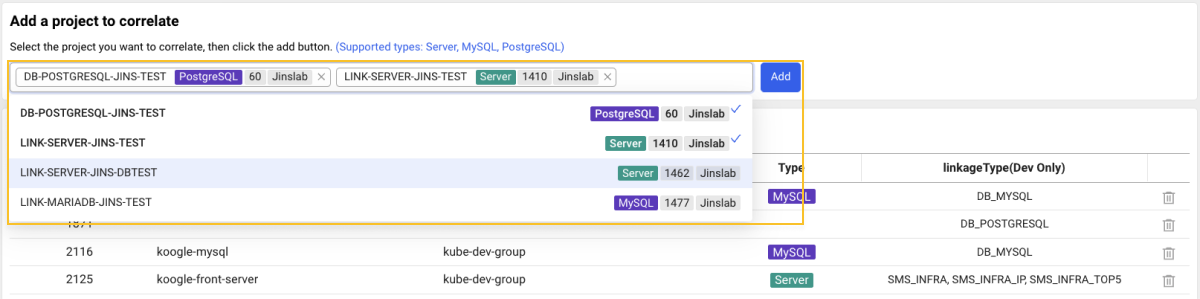 Add a project to correlate
Select the project you want to correlate, then click the add button. (Supported types: Server, MySQL, PostgreSQL)
DB-POSTGRESQL-JINS-TEST PostgreSQL 60 Jinslab × LINK-SERVER-JINS-TEST Server 1410 Jinslab × Add
DB-POSTGRESQL-JINS-TEST PostgreSQL 60 Jinslab
LINK-SERVER-JINS-TEST Server 1410 Jinslab
LINK-SERVER-JINS-DBTEST Server 1462 Jinslab
Type linkageType(Dev Only)
LINK-MARIADB-JINS-TEST MySQL 1477 Jinslab
MySQL DB_MYSQL
1871 DB_POSTGRESQL
2116 koogle-mysql kube-dev-group MySQL DB_MYSQL
2125 koogle-front-server kube-dev-group Server SMS_INFRA, SMS_INFRA_IP, SMS_INFRA_TOP5